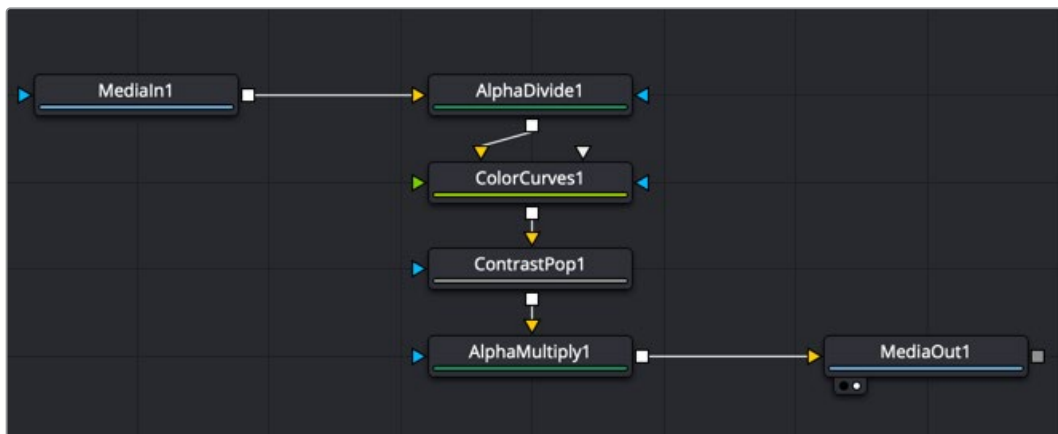 MediaIn1
AlphaDivide1
ColorCurves1
ContrastPop1
AlphaMultiply1
MediaOut1